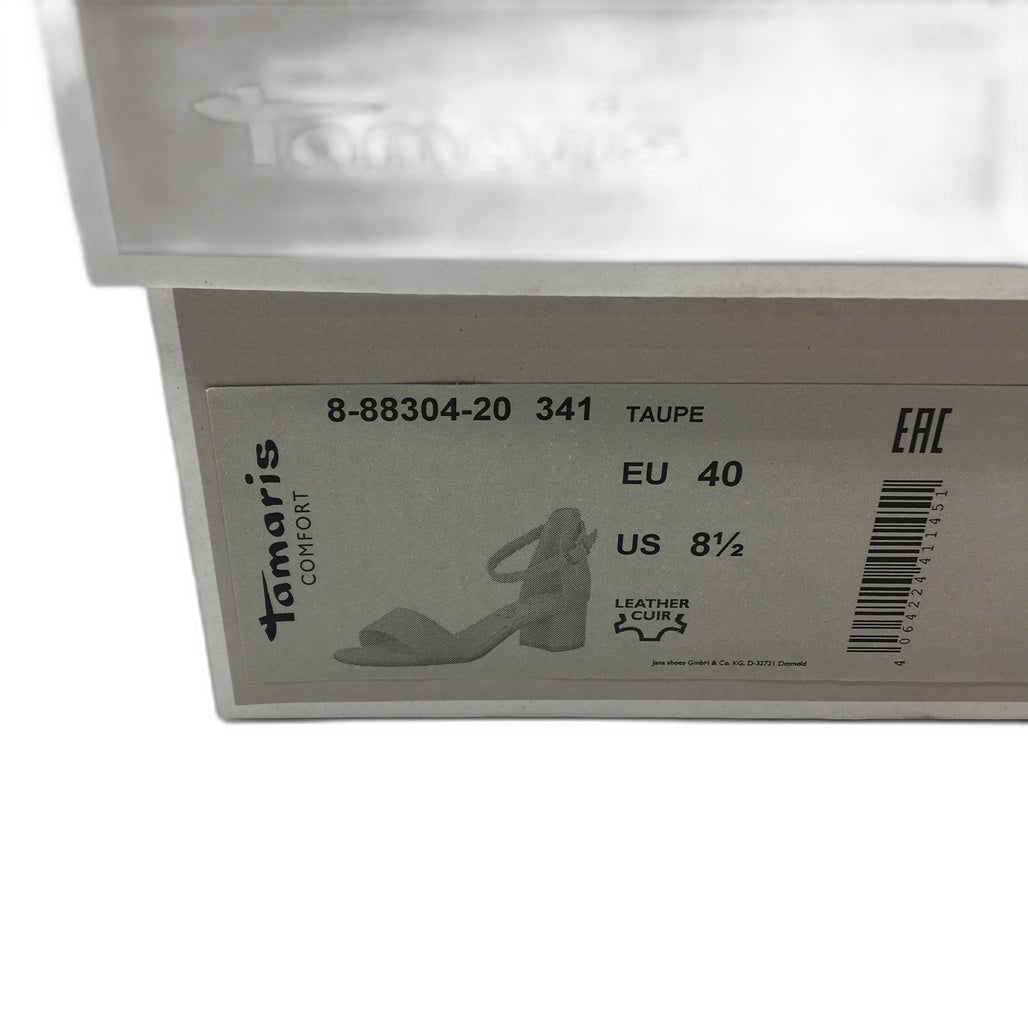 Tamaris
8-88304-20 341 TAUPE
EAC
Tamaris
COMFORT
EU 40
US 8½
LEATHER
CUIR
Jana shoes GmbH & Co. KG, D-32721 Detmold
4 064224 411451